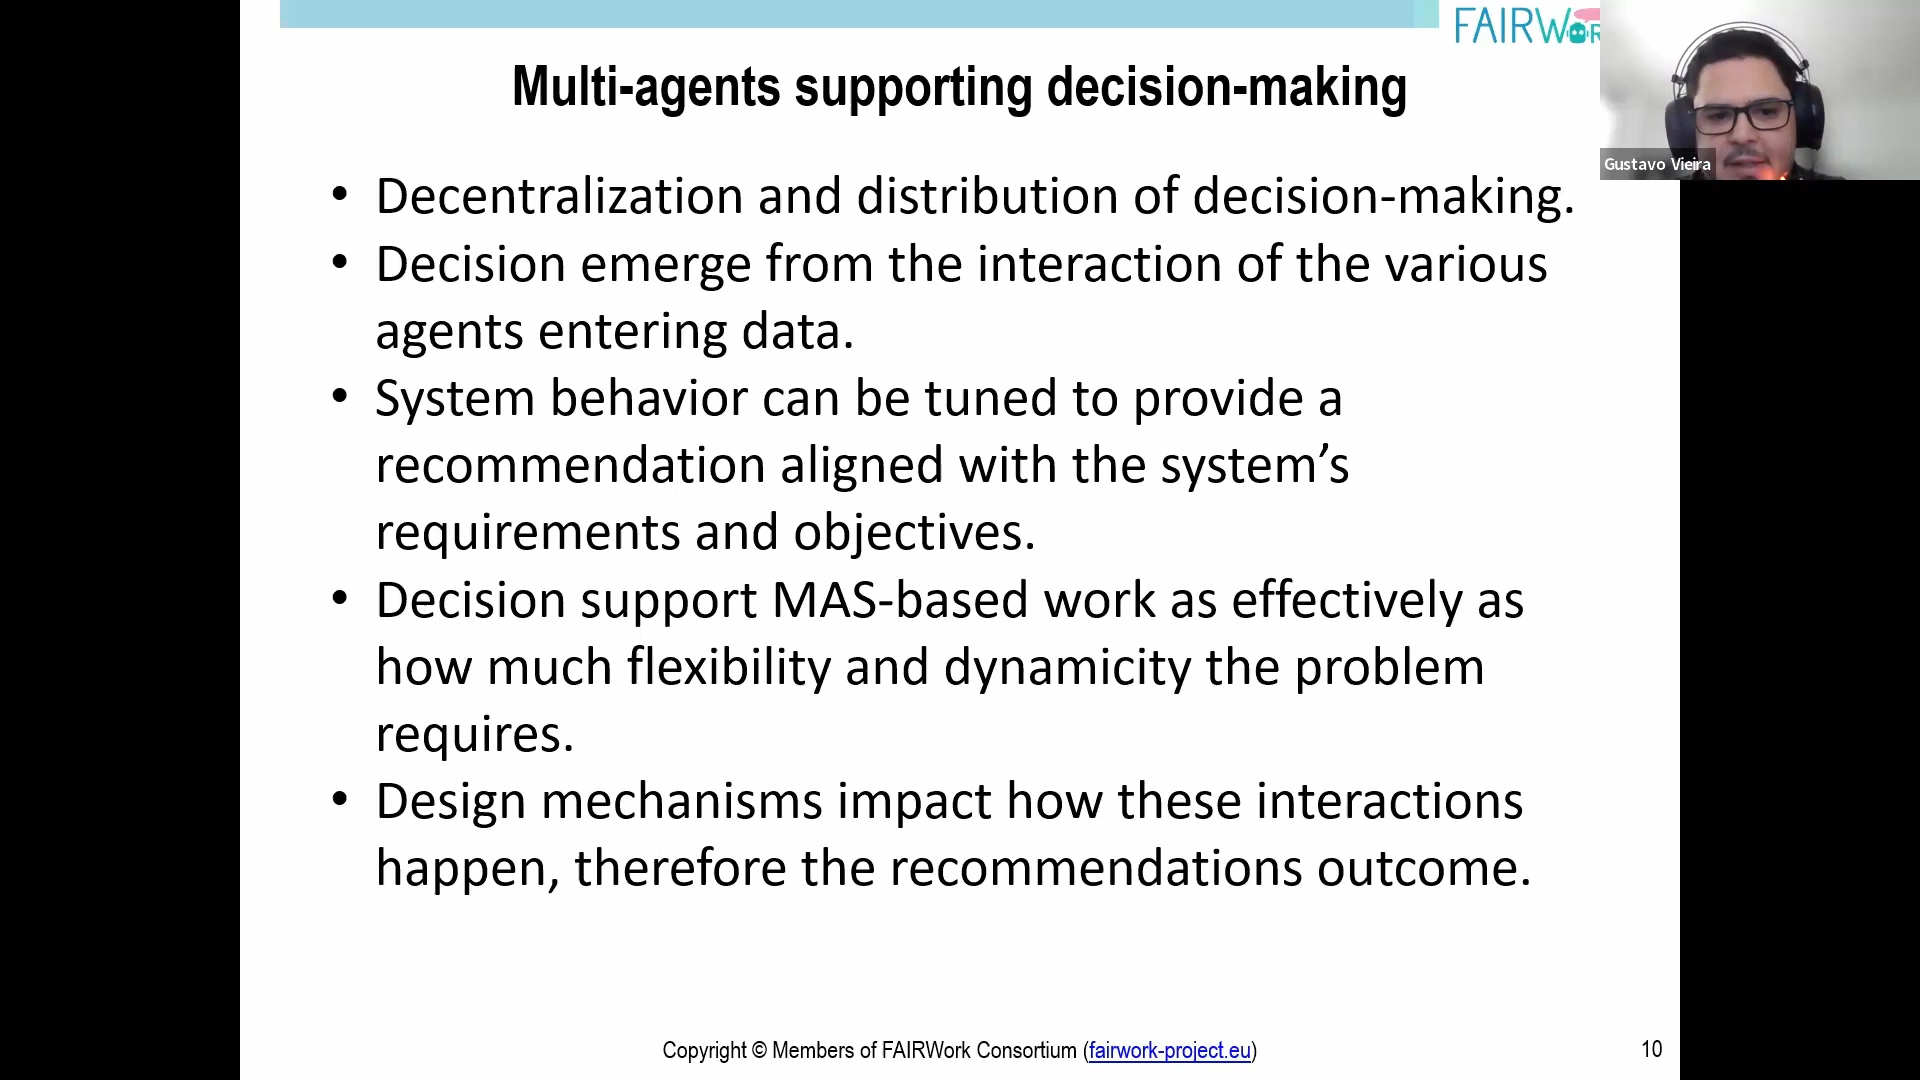 FAIRWOR
Multi-agents supporting decision-making
Gustavo Vieira
• Decentralization and distribution of decision-making.
• Decision emerge from the interaction of the various
agents entering data.
• System behavior can be tuned to provide a
recommendation aligned with the system’s
requirements and objectives.
• Decision support MAS-based work as effectively as
how much flexibility and dynamicity the problem
requires.
• Design mechanisms impact how these interactions
happen, therefore the recommendations outcome.
Copyright © Members of FAIRWork Consortium (fairwork-project.eu)
10